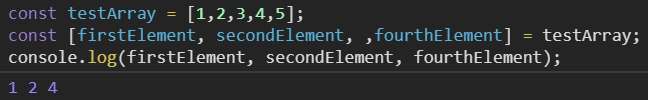 const testArray = [1,2,3,4,5];
const [firstElement, secondElement, ,fourthElement] = testArray;
console.log(firstElement, secondElement, fourthElement);
1 2 4